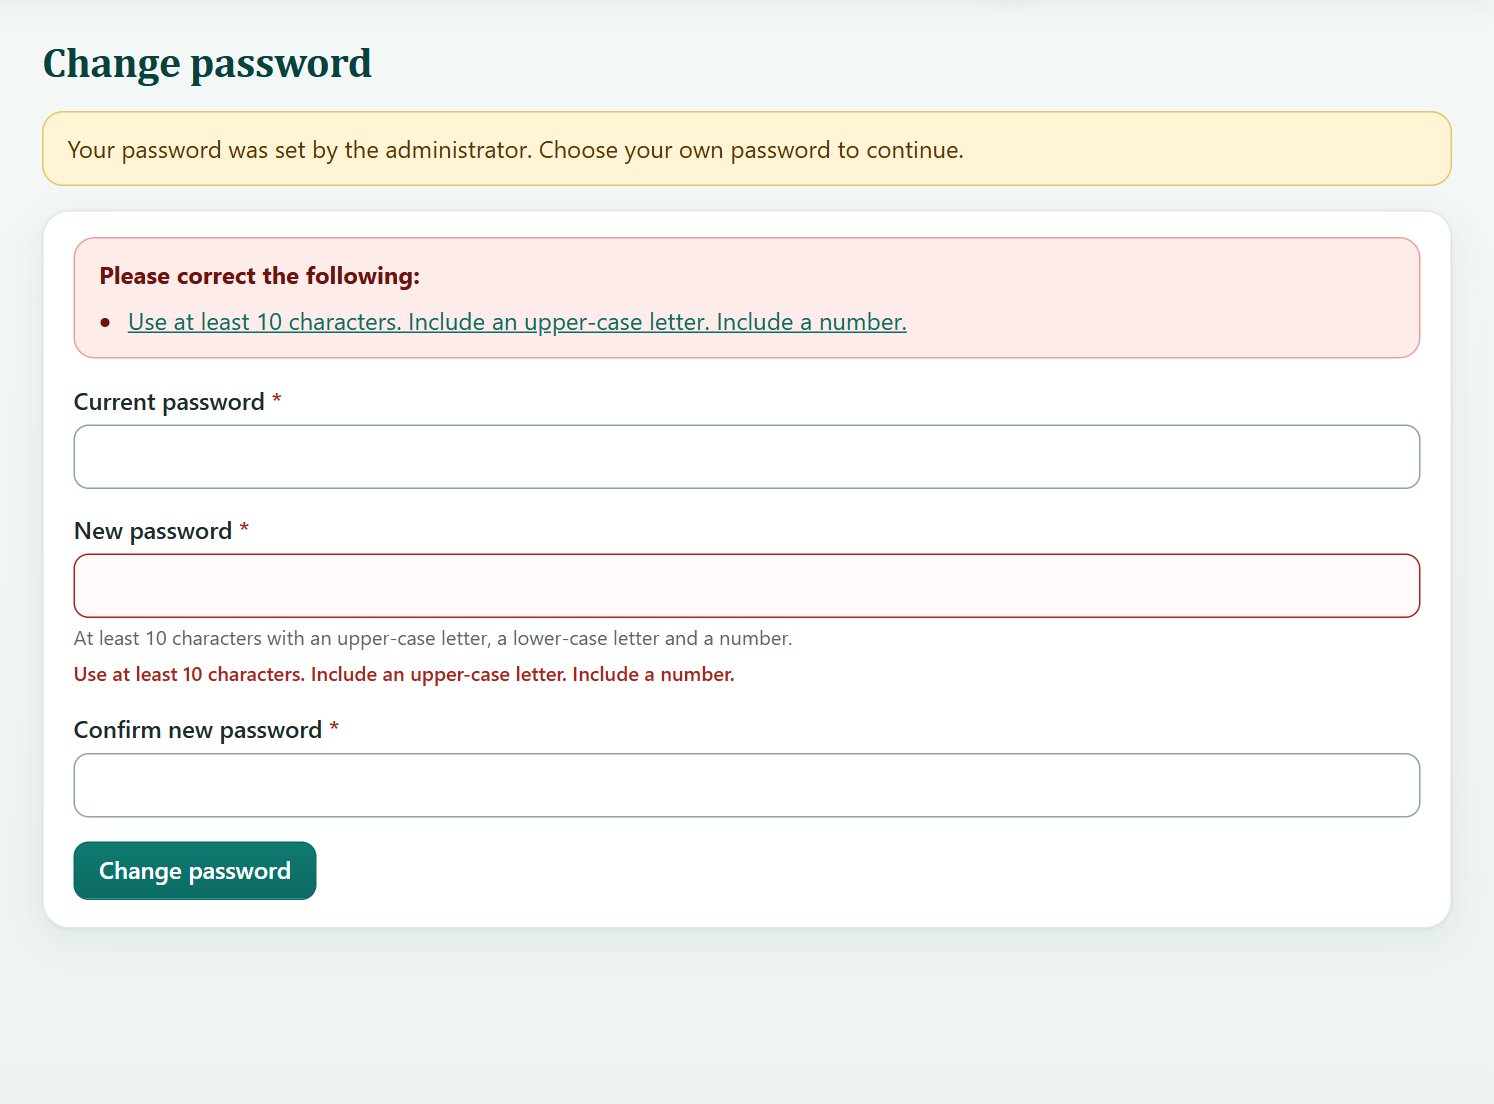 Change password
Your password was set by the administrator. Choose your own password to continue.
Please correct the following:
• Use at least 10 characters. Include an upper-case letter. Include a number.
Current password *
New password *
At least 10 characters with an upper-case letter, a lower-case letter and a number.
Use at least 10 characters. Include an upper-case letter. Include a number.
Confirm new password *
Change password